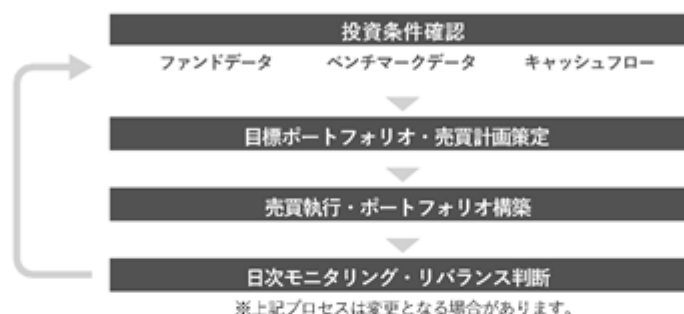 投資条件確認
ファンドデータ ベンチマークデータ キャッシュフロー
目標ポートフォリオ・売買計画策定
売買執行・ポートフォリオ構築
日次モニタリング・リバランス判断
※上記プロセスは変更となる場合があります。